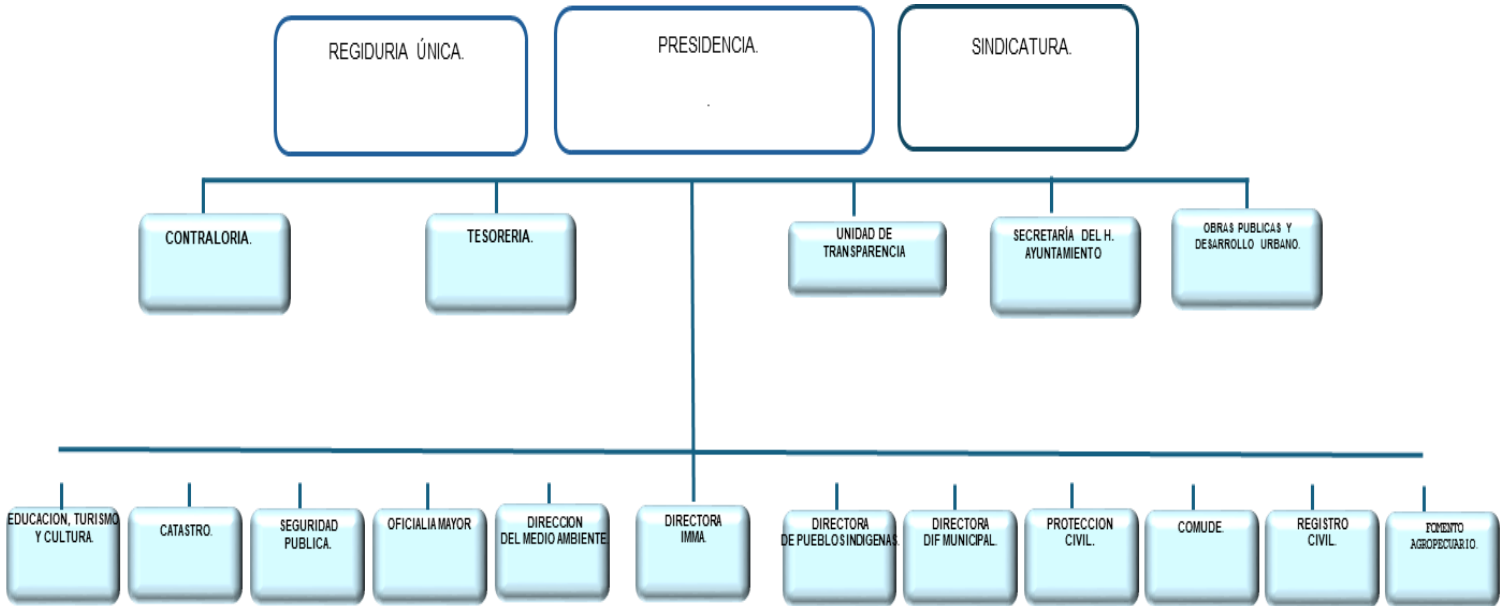 REGIDURIA ÚNICA.
PRESIDENCIA.
.
SINDICATURA.
CONTRALORIA.
TESORERIA.
UNIDAD DE
TRANSPARENCIA
SECRETARÍA DEL H.
AYUNTAMIENTO
OBRAS PUBLICAS Y
DESARROLLO URBANO.
EDUCACION, TURISMO
Y CULTURA.
CATASTRO.
SEGURIDAD
PUBLICA.
OFICIALIA MAYOR
DIRECCION
DEL MEDIO AMBIENTE
DIRECTORA
IMMA.
DIRECTORA
DE PUEBLOS INDIGENAS.
DIRECTORA
DIF MUNICIPAL.
PROTECCION
CIVIL.
COMUDE.
REGISTRO
CIVIL.
FOMENTO
AGROPECUARIO.